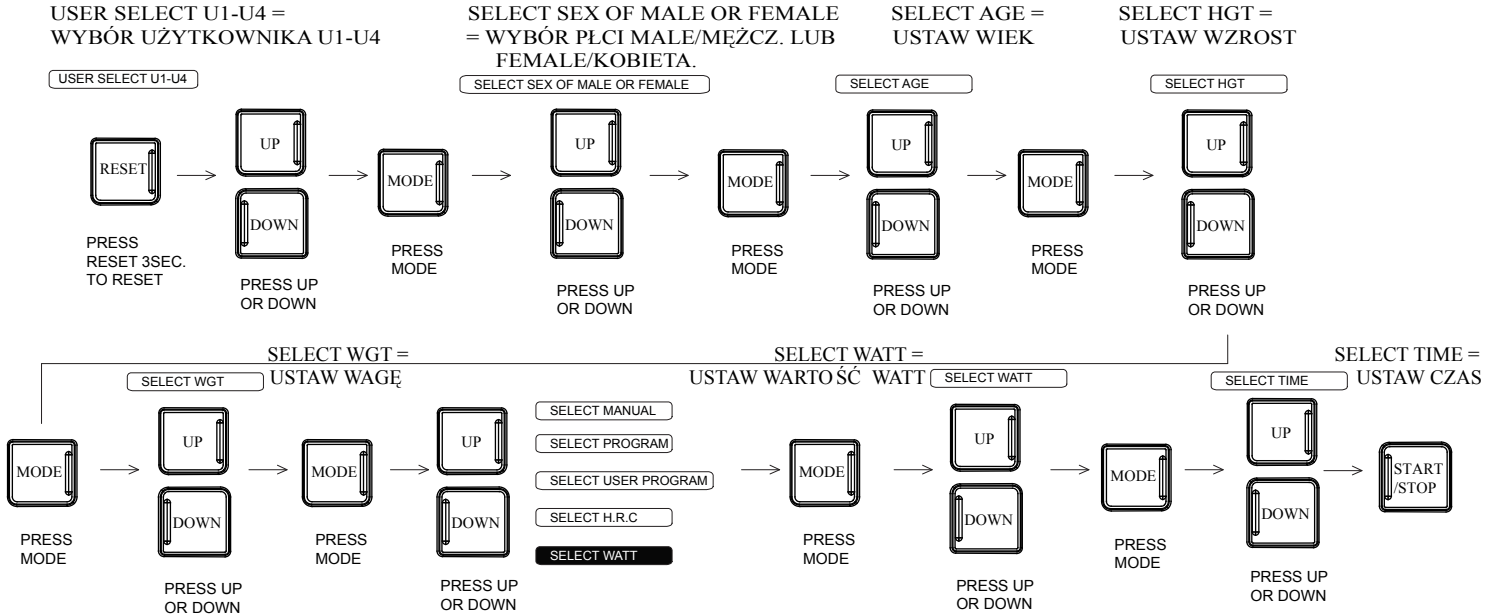 USER SELECT U1-U4 =
WYBÓR UŻYTKOWNIKA U1-U4
SELECT SEX OF MALE OR FEMALE
= WYBÓR PŁCI MALE/MĘŻCZ. LUB
FEMALE/KOBIETA.
SELECT AGE =
USTAW WIEK
SELECT HGT =
USTAW WZROST
USER SELECT U1-U4
SELECT SEX OF MALE OR FEMALE
SELECT AGE
SELECT HGT
RESET
UP
DOWN
MODE
UP
DOWN
MODE
UP
DOWN
MODE
UP
DOWN
PRESS
RESET 3SEC.
TO RESET
PRESS UP
OR DOWN
PRESS
MODE
PRESS UP
OR DOWN
PRESS
MODE
PRESS UP
OR DOWN
PRESS
MODE
PRESS UP
OR DOWN
SELECT WGT =
USTAW WAGĘ
SELECT WATT =
USTAW WARTOŚĆ WATT
SELECT TIME =
USTAW CZAS
SELECT WGT
SELECT WATT
SELECT TIME
MODE
UP
DOWN
MODE
UP
DOWN
SELECT MANUAL
SELECT PROGRAM
SELECT USER PROGRAM
SELECT H.R.C
SELECT WATT
MODE
UP
DOWN
MODE
UP
DOWN
START
/STOP
PRESS
MODE
PRESS UP
OR DOWN
PRESS
MODE
PRESS UP
OR DOWN
PRESS
MODE
PRESS UP
OR DOWN
PRESS
MODE
PRESS UP
OR DOWN